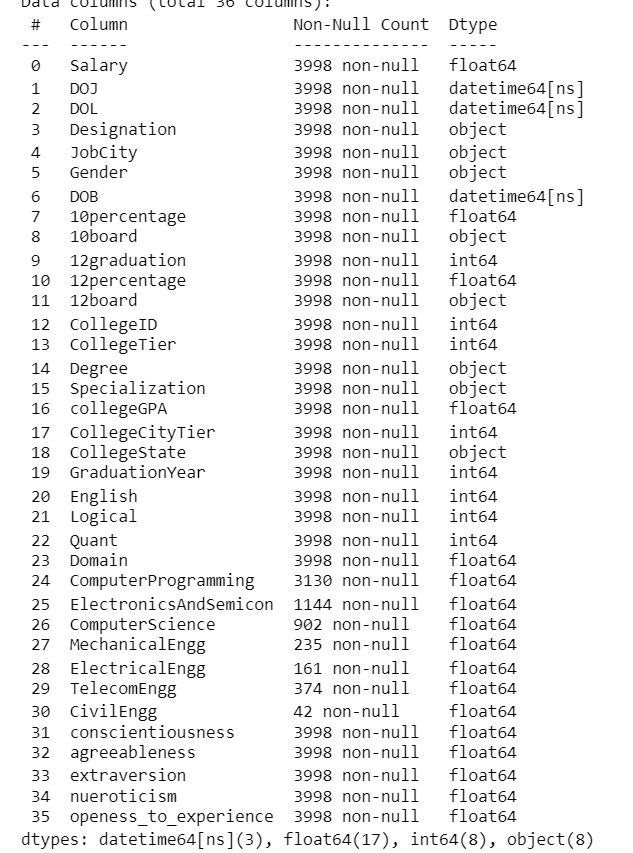 Data columns (total 36 columns):
#   Column                 Non-Null Count  Dtype
---  ------                 --------------  -----
0   Salary                 3998 non-null   float64
1   DOJ                    3998 non-null   datetime64[ns]
2   DOL                    3998 non-null   datetime64[ns]
3   Designation            3998 non-null   object
4   JobCity                3998 non-null   object
5   Gender                 3998 non-null   object
6   DOB                    3998 non-null   datetime64[ns]
7   10percentage           3998 non-null   float64
8   10board                3998 non-null   object
9   12graduation           3998 non-null   int64
10  12percentage           3998 non-null   float64
11  12board                3998 non-null   object
12  CollegeID              3998 non-null   int64
13  CollegeTier            3998 non-null   int64
14  Degree                 3998 non-null   object
15  Specialization         3998 non-null   object
16  collegeGPA             3998 non-null   float64
17  CollegeCityTier        3998 non-null   int64
18  CollegeState           3998 non-null   object
19  GraduationYear         3998 non-null   int64
20  English                3998 non-null   int64
21  Logical                3998 non-null   int64
22  Quant                  3998 non-null   int64
23  Domain                 3998 non-null   float64
24  ComputerProgramming    3130 non-null   float64
25  ElectronicsAndSemicon  1144 non-null   float64
26  ComputerScience        902 non-null    float64
27  MechanicalEngg         235 non-null    float64
28  ElectricalEngg         161 non-null    float64
29  TelecomEngg            374 non-null    float64
30  CivilEngg              42 non-null     float64
31  conscientiousness      3998 non-null   float64
32  agreeableness          3998 non-null   float64
33  extraversion           3998 non-null   float64
34  nueroticism            3998 non-null   float64
35  openess_to_experience  3998 non-null   float64
dtypes: datetime64[ns](3), float64(17), int64(8), object(8)